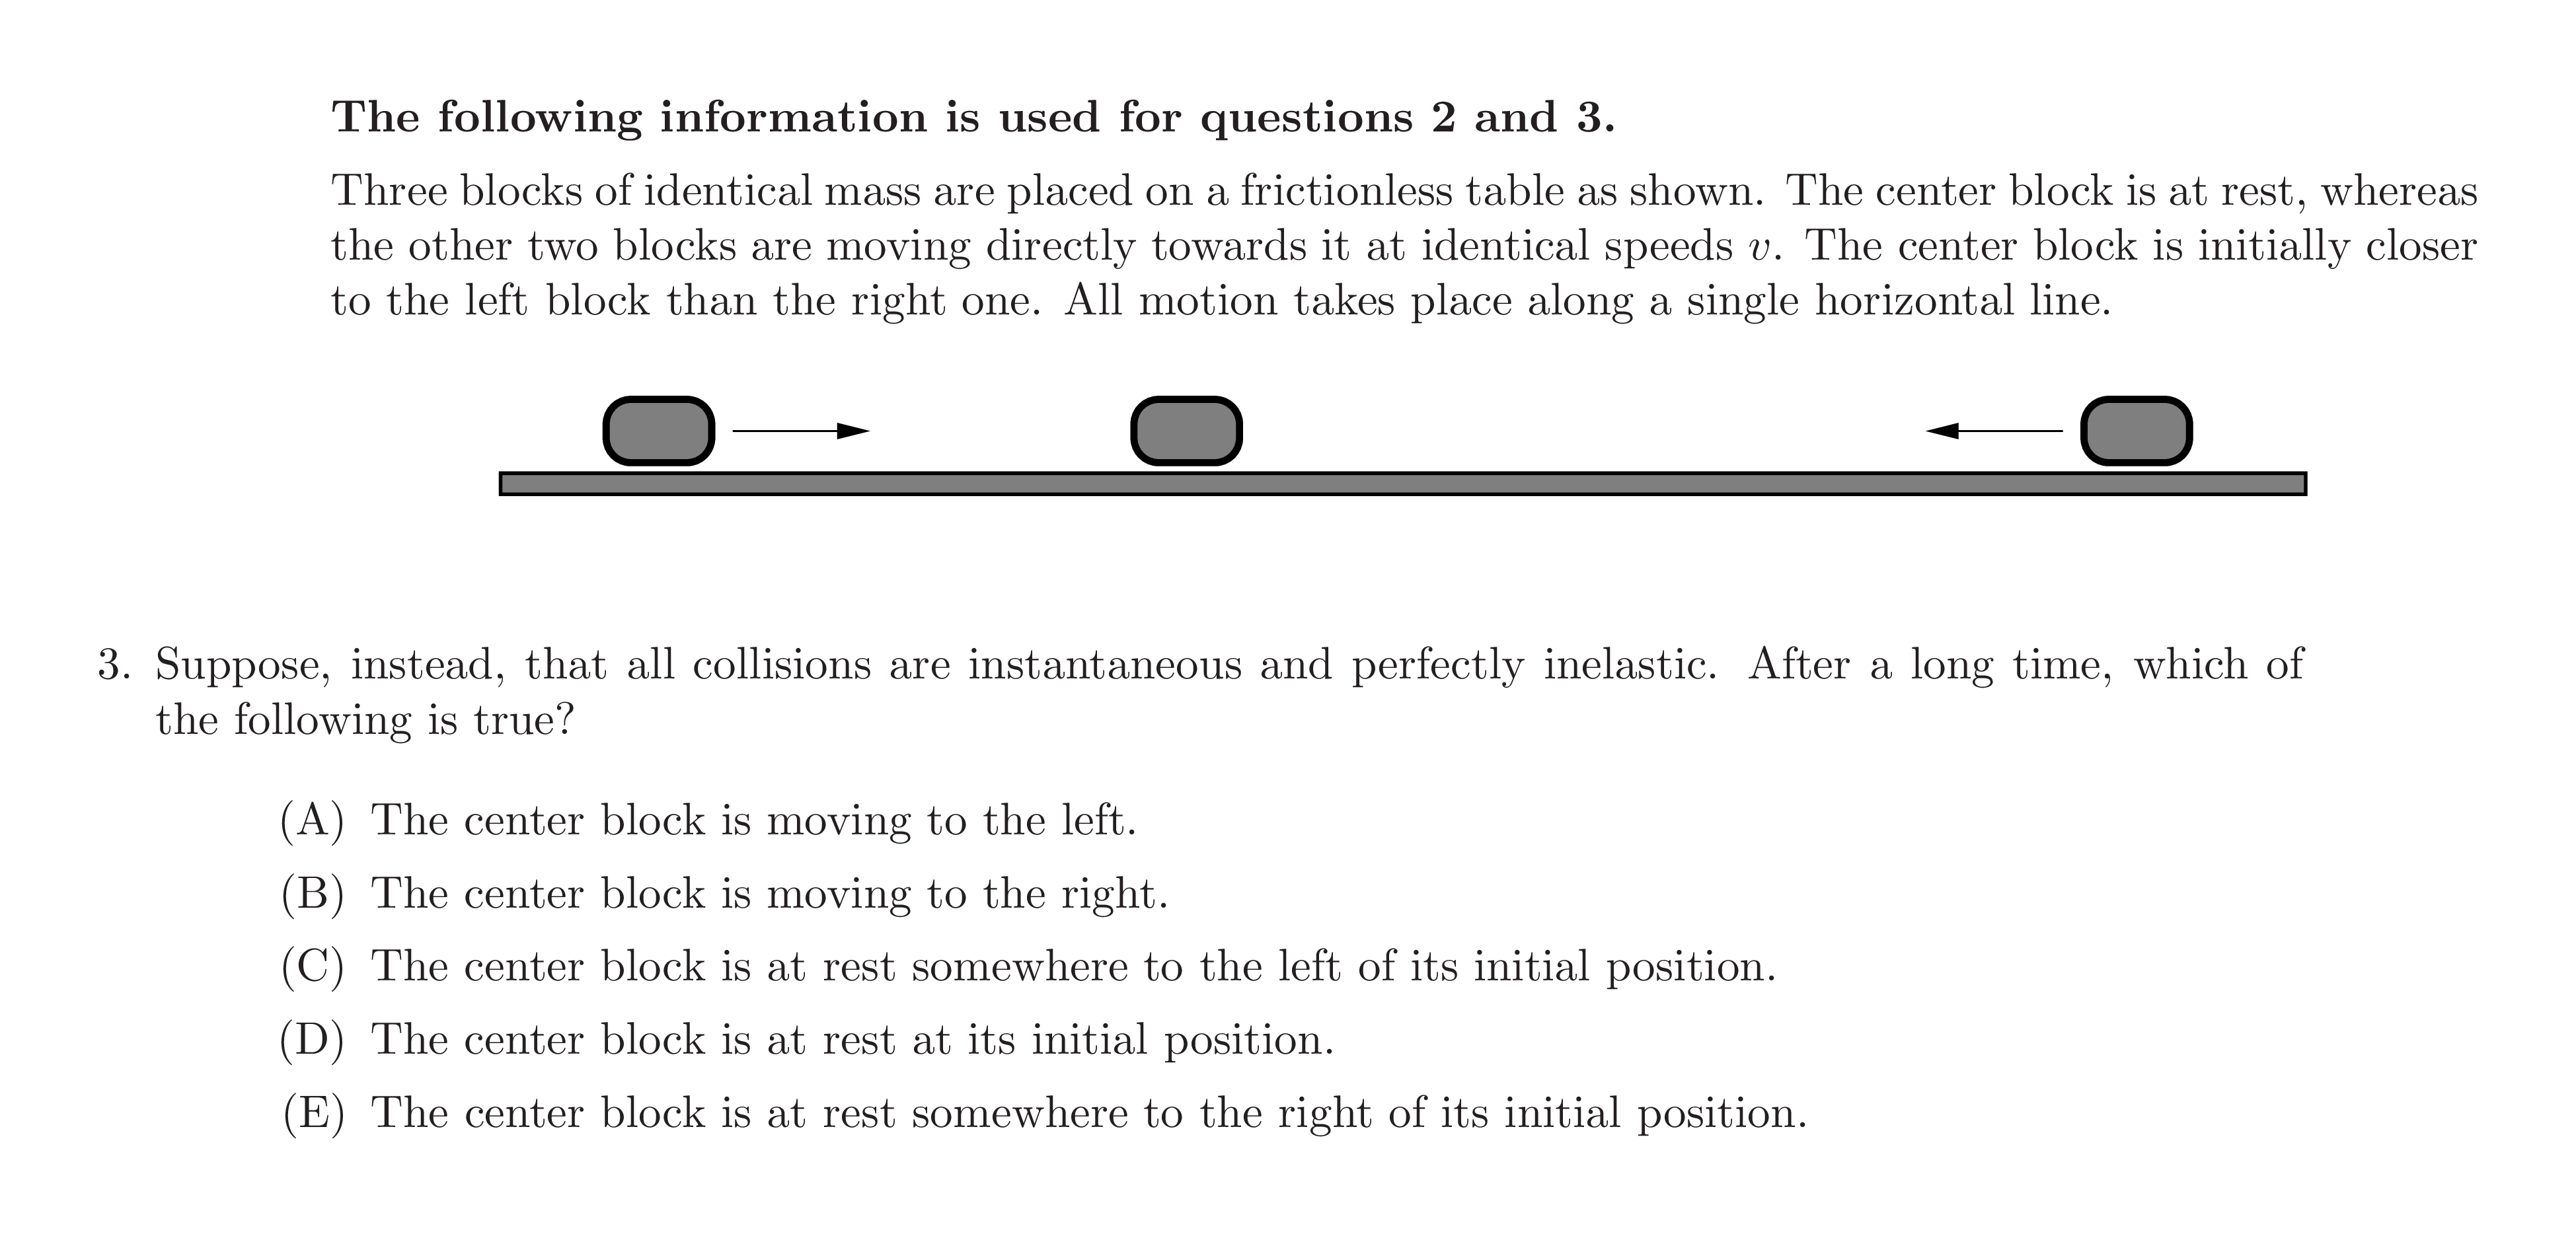 The following information is used for questions 2 and 3.
Three blocks of identical mass are placed on a frictionless table as shown. The center block is at rest, whereas
the other two blocks are moving directly towards it at identical speeds v. The center block is initially closer
to the left block than the right one. All motion takes place along a single horizontal line.
3. Suppose, instead, that all collisions are instantaneous and perfectly inelastic. After a long time, which of
the following is true?
(A) The center block is moving to the left.
(B) The center block is moving to the right.
(C) The center block is at rest somewhere to the left of its initial position.
(D) The center block is at rest at its initial position.
(E) The center block is at rest somewhere to the right of its initial position.